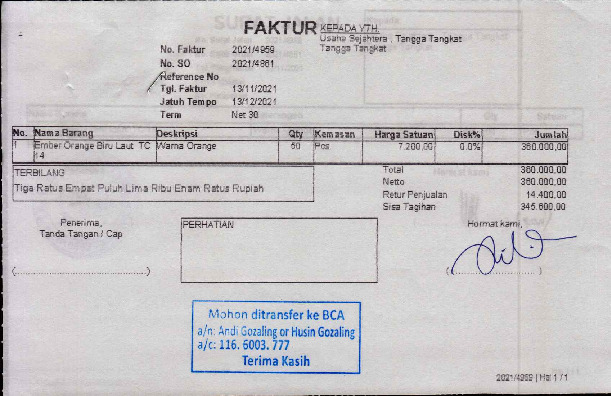 FAKTUR
KEPADA YTH.
Usaha Sejahtera , Tangga Tangkat
Tangga Tangkat
No. Faktur 2021/4959
No. SO 2021/4861
Reference No
Tgl. Faktur 13/11/2021
Jatuh Tempo 13/12/2021
Term Net 30
No. Nama Barang Deskripsi Qty Kemasan Harga Satuan Disk% Jumlah
1 Ember Orange Biru Laut TC 14 Warna Orange 50 Pcs 7.200,00 0.0% 360.000,00
TERBILANG
Tiga Ratus Empat Puluh Lima Ribu Enam Ratus Rupiah
Total 360.000,00
Netto 360.000,00
Retur Penjualan 14.400,00
Sisa Tagihan 345.600,00
Penerima,
Tanda Tangan / Cap
PERHATIAN
Hormat kami,
Mohon ditransfer ke BCA
a/n: Andi Gozaling or Husin Gozaling
a/c: 116. 6003. 777
Terima Kasih
2021/4959 | Hal 1 / 1